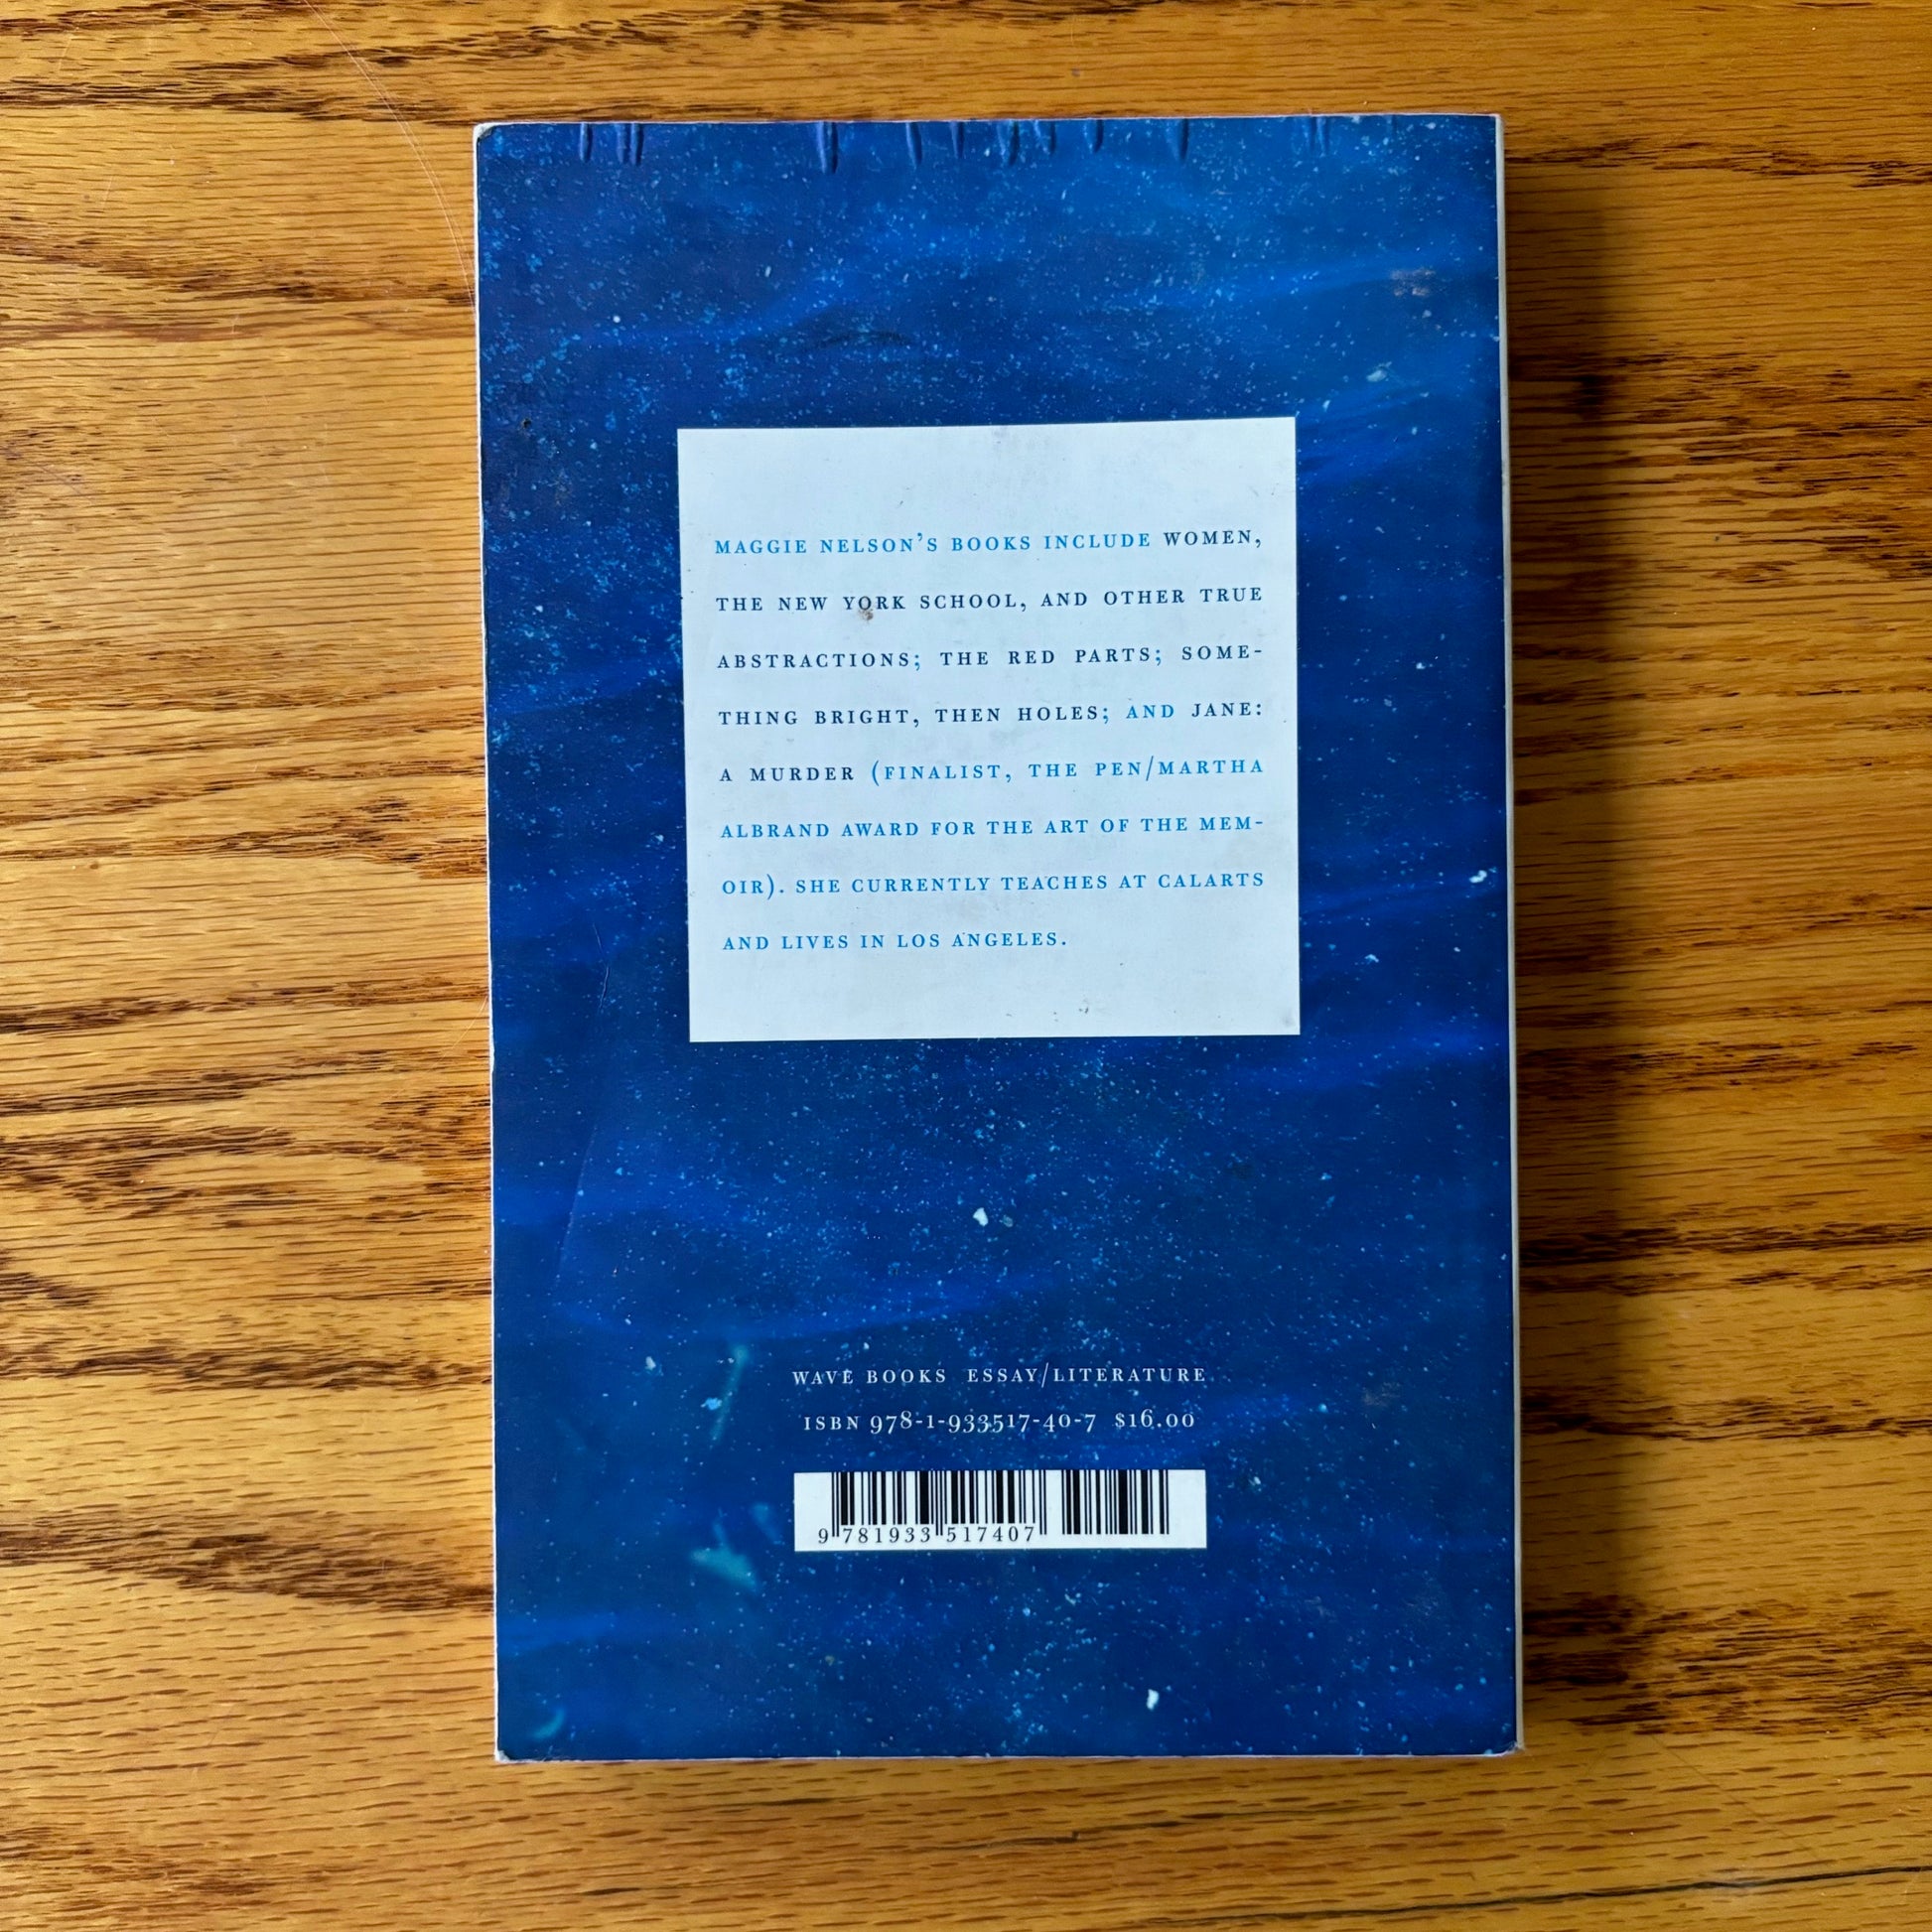 MAGGIE NELSON'S BOOKS INCLUDE WOMEN,
THE NEW YORK SCHOOL, AND OTHER TRUE
ABSTRACTIONS; THE RED PARTS; SOME-
THING BRIGHT, THEN HOLES; AND JANE:
A MURDER (FINALIST, THE PEN/MARTHA
ALBRAND AWARD FOR THE ART OF THE MEM-
OIR). SHE CURRENTLY TEACHES AT CALARTS
AND LIVES IN LOS ANGELES.
WAVE BOOKS ESSAY/LITERATURE
ISBN 978-1-933517-40-7 $16.00
9 781933 517407